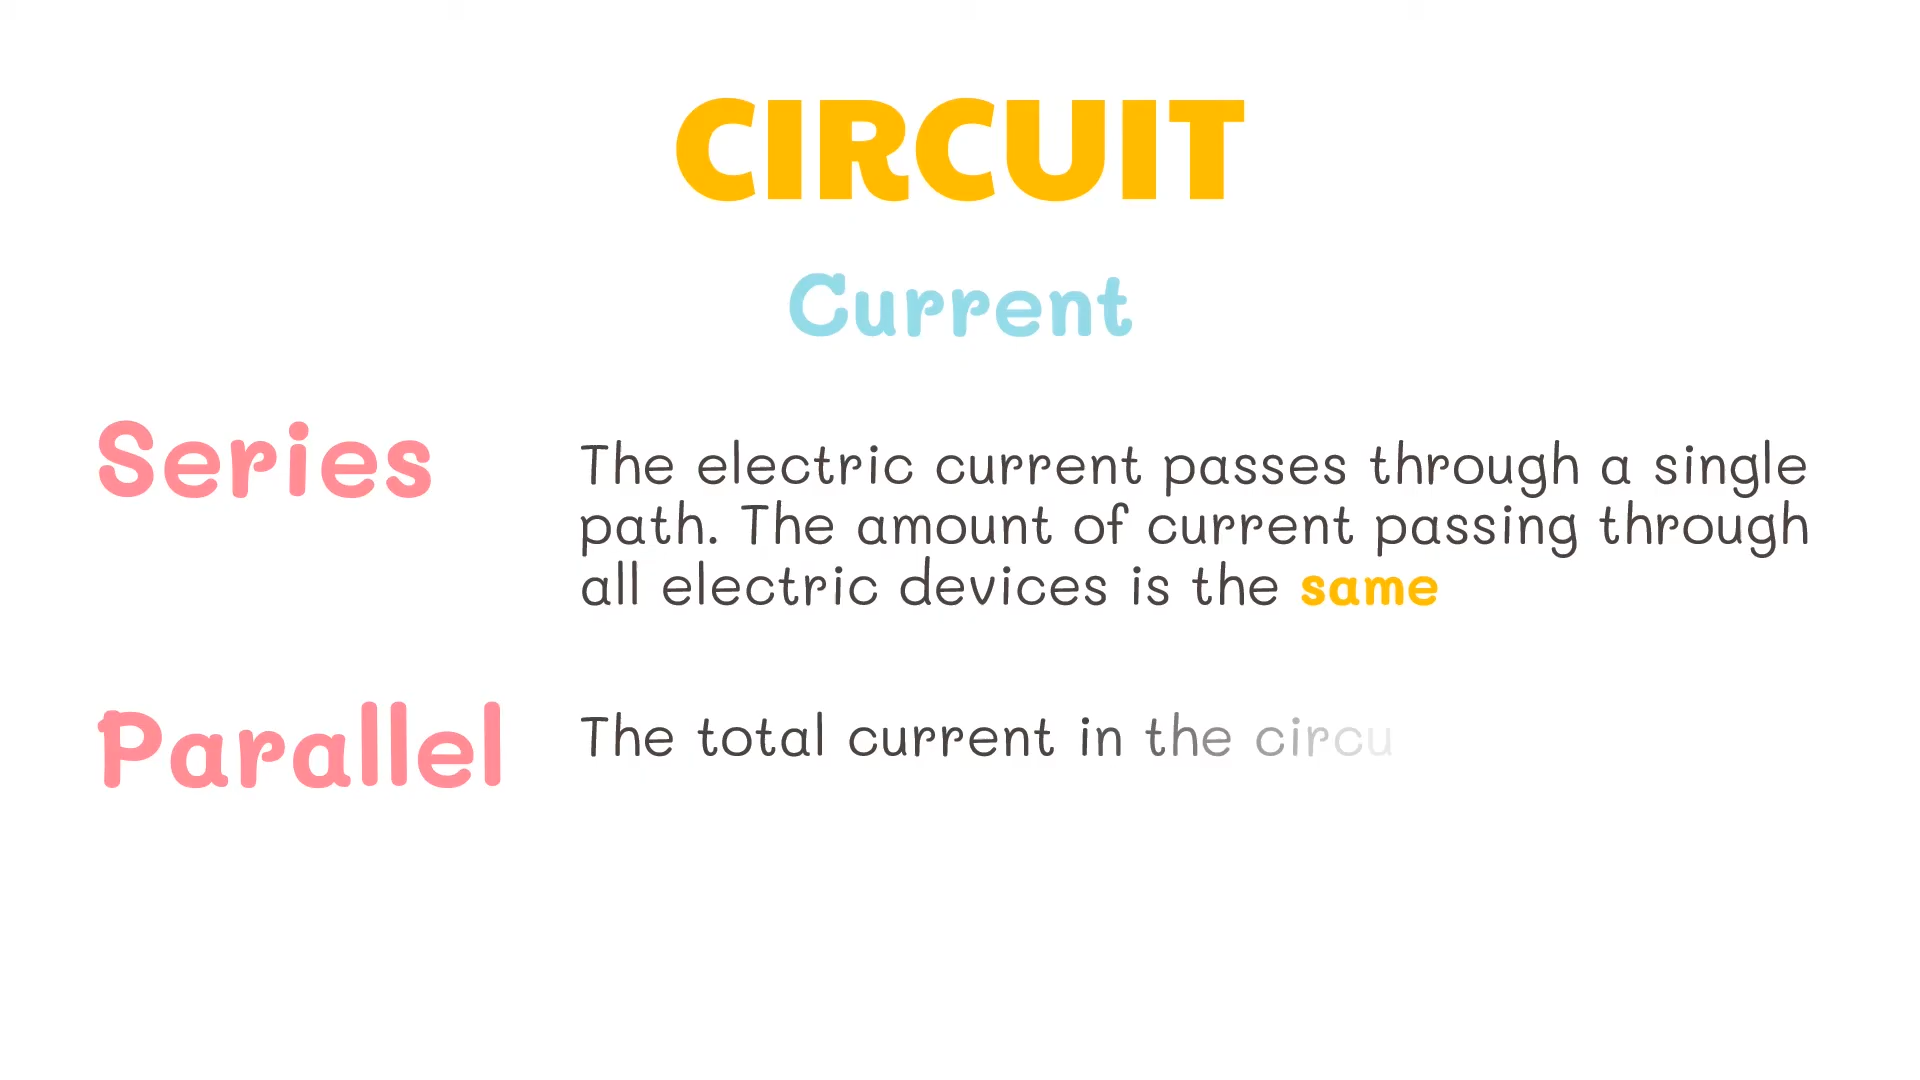 CIRCUIT
Current
Series
The electric current passes through a single
path. The amount of current passing through
all electric devices is the same
Parallel
The total current in the circu